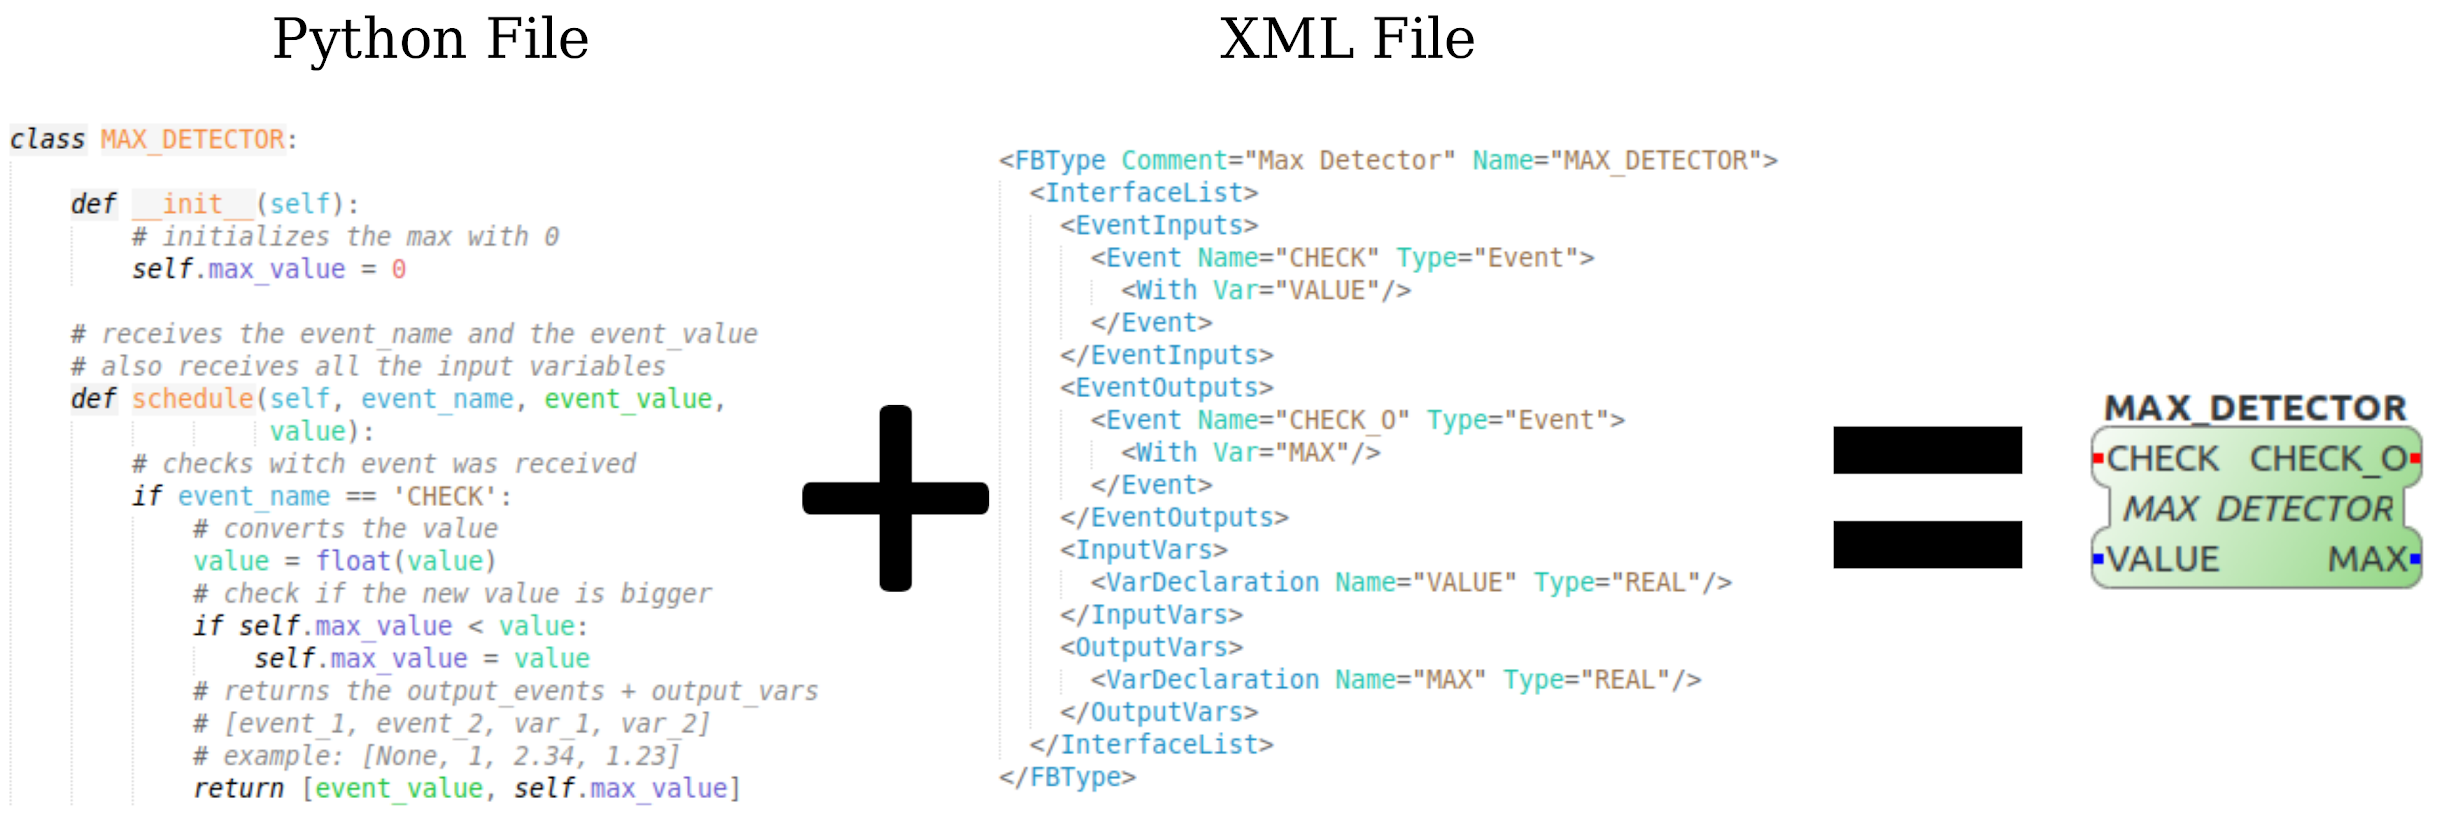 Python File
class MAX_DETECTOR:
def __init__(self):
# initializes the max with 0
self.max_value = 0
# receives the event_name and the event_value
# also receives all the input variables
def schedule(self, event_name, event_value,
value):
# checks witch event was received
if event_name == 'CHECK':
# converts the value
value = float(value)
# check if the new value is bigger
if self.max_value < value:
self.max_value = value
# returns the output_events + output_vars
# [event_1, event_2, var_1, var_2]
# example: [None, 1, 2.34, 1.23]
return [event_value, self.max_value]
XML File
<FBType Comment="Max Detector" Name="MAX_DETECTOR">
<InterfaceList>
<EventInputs>
<Event Name="CHECK" Type="Event">
<With Var="VALUE"/>
</Event>
</EventInputs>
<EventOutputs>
<Event Name="CHECK_O" Type="Event">
<With Var="MAX"/>
</Event>
</EventOutputs>
<InputVars>
<VarDeclaration Name="VALUE" Type="REAL"/>
</InputVars>
<OutputVars>
<VarDeclaration Name="MAX" Type="REAL"/>
</OutputVars>
</InterfaceList>
</FBType>
MAX_DETECTOR
CHECK CHECK_O
MAX_DETECTOR
VALUE MAX